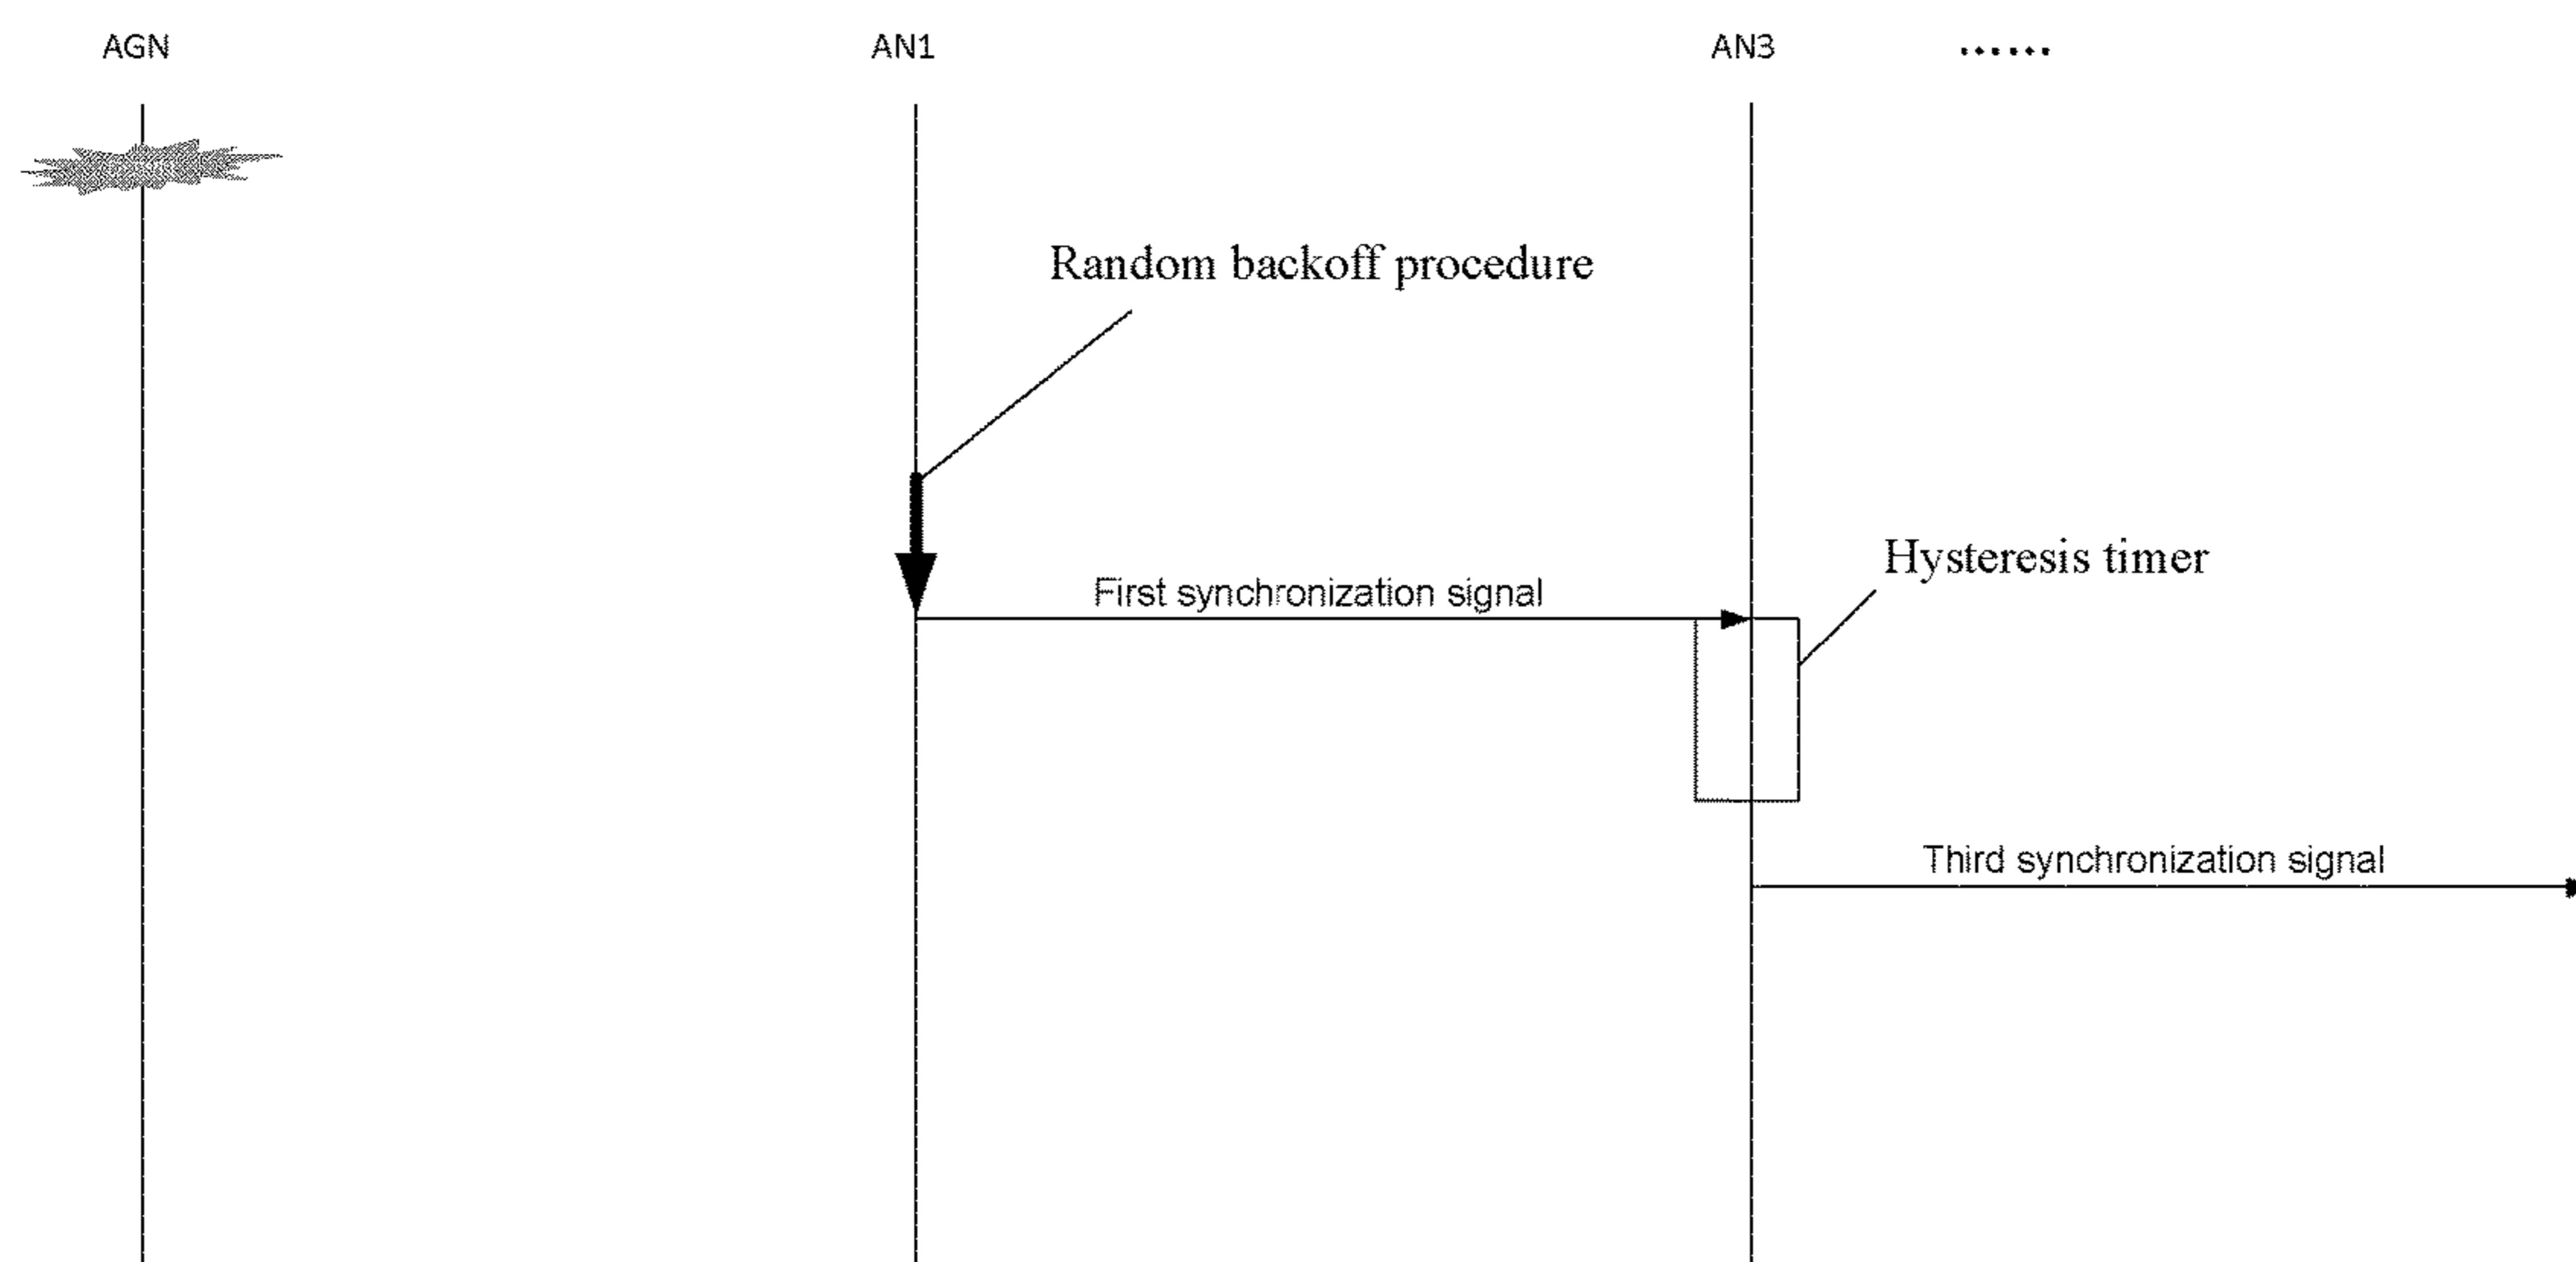 AGN AN1 AN3 ......
Random backoff procedure
Hysteresis timer
First synchronization signal
Third synchronization signal